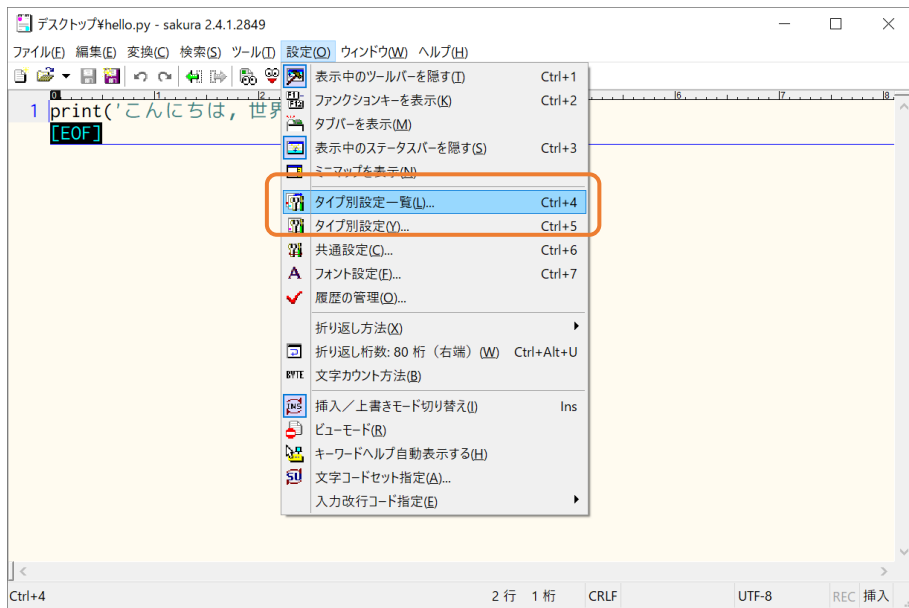 デスクトップ¥hello.py - sakura 2.4.1.2849
ファイル(F) 編集(E) 変換(C) 検索(S) ツール(T) 設定(O) ウィンドウ(W) ヘルプ(H)
表示中のツールバーを隠す(T) Ctrl+1
ファンクションキーを表示(K) Ctrl+2
タブバーを表示(M)
表示中のステータスバーを隠す(S) Ctrl+3
ミニマップを表示(N)
タイプ別設定一覧(L)... Ctrl+4
タイプ別設定(Y)... Ctrl+5
共通設定(C)... Ctrl+6
フォント設定(F)... Ctrl+7
履歴の管理(O)...
折り返し方法(X)
折り返し桁数: 80 桁（右端）(W) Ctrl+Alt+U
文字カウント方法(B)
挿入／上書きモード切り替え(I) Ins
ビューモード(R)
キーワードヘルプ自動表示する(H)
文字コードセット指定(A)...
入力改行コード指定(E)
0 1 2 6 7 8
1 print('こんにちは, 世界
[EOF]
Ctrl+4 2 行 1 桁 CRLF UTF-8 REC 挿入